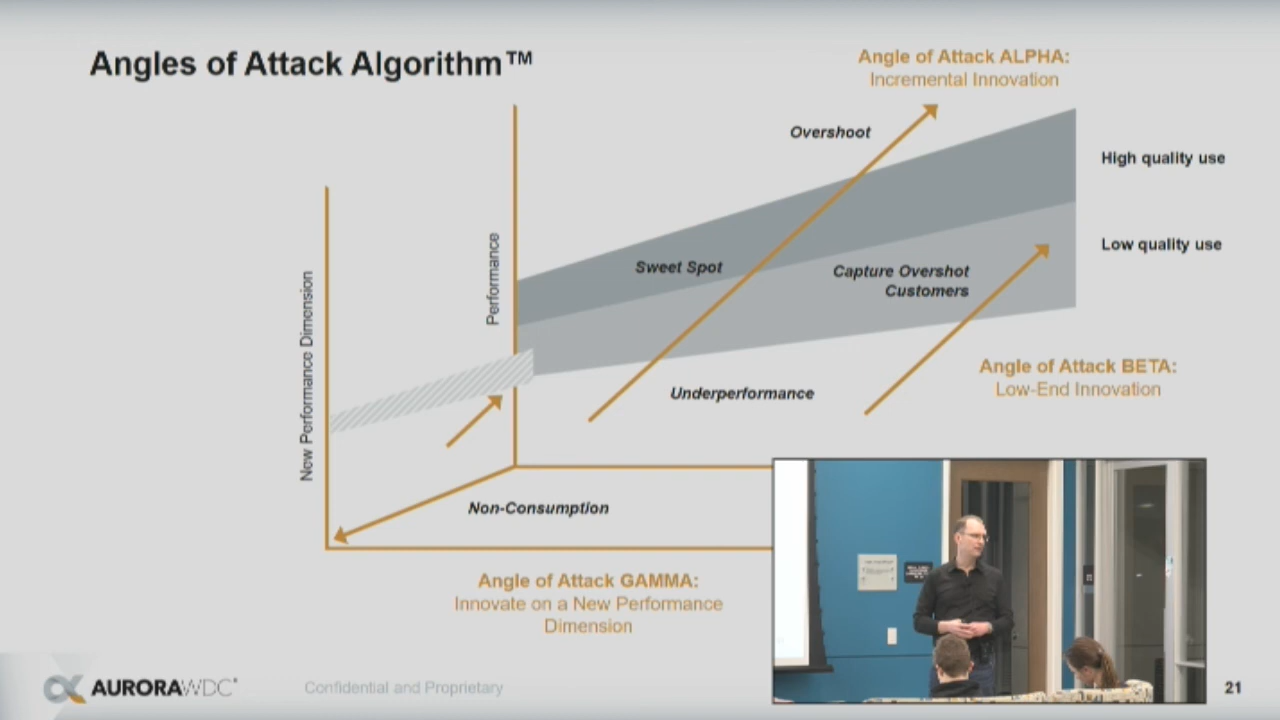 Angles of Attack Algorithm™
Angle of Attack ALPHA:
Incremental Innovation
Overshoot
High quality use
Performance
Sweet Spot
Low quality use
Capture Overshot
Customers
New Performance Dimension
Angle of Attack BETA:
Low-End Innovation
Underperformance
Non-Consumption
Angle of Attack GAMMA:
Innovate on a New Performance
Dimension
AURORAWDC
Confidential and Proprietary
21